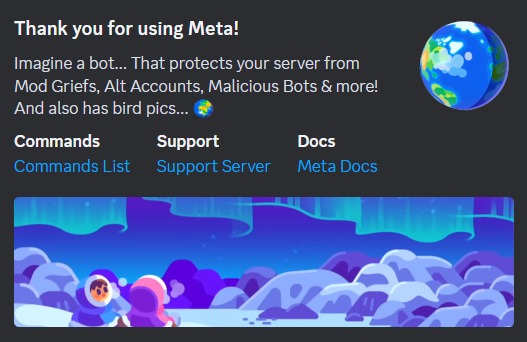 Thank you for using Meta!
Imagine a bot... That protects your server from
Mod Griefs, Alt Accounts, Malicious Bots & more!
And also has bird pics...
Commands Support Docs
Commands List Support Server Meta Docs